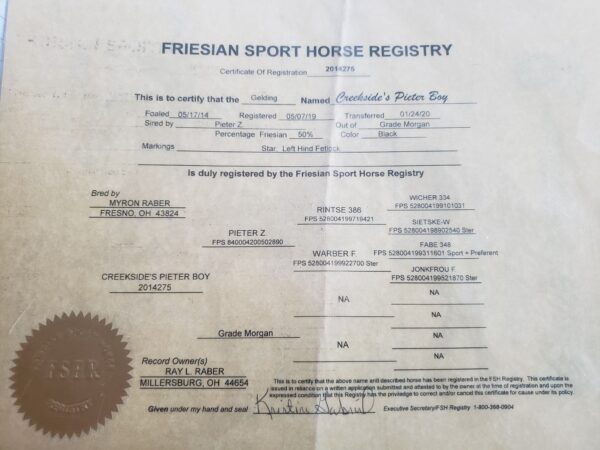 FRIESIAN SPORT HORSE REGISTRY
Certificate Of Registration 2014275
This is to certify that the Gelding Named Creekside's Pieter Boy
Foaled 05/17/14 Registered 05/07/19 Transferred 01/24/20
Sired by Pieter Z. Out of Grade Morgan
Percentage Friesian 50% Color Black
Markings Star. Left Hind Fetlock
Is duly registered by the Friesian Sport Horse Registry
Bred by
MYRON RABER
FRESNO, OH 43824
WICHER 334
FPS 528004199101031
RINTSE 386
FPS 528004199719421
SIETSKE-W
FPS 528004198902540 Ster
PIETER Z.
FPS 840004200502890
FABE 348
FPS 528004199311601 Sport + Preferent
WARBER F.
FPS 528004199922700 Ster
JONKFROU F.
FPS 528004199521870 Ster
CREEKSIDE'S PIETER BOY
2014275
NA
NA
NA
Grade Morgan
NA
NA
NA
Record Owner(s)
RAY L. RABER
MILLERSBURG, OH 44654
This is to certify that the above name and described horse has been registered in the FSH Registry. This certificate is
issued in reliance on a written application submitted and attested to by the owner at the time of registration and upon the
expressed condition that this Registry has the priviledge to correct and/or cancel this certificate for cause under its policy.
Given under my hand and seal Kristine Gabriel Executive Secretary/FSH Registry 1-800-368-0904
FSHR
REGISTRY